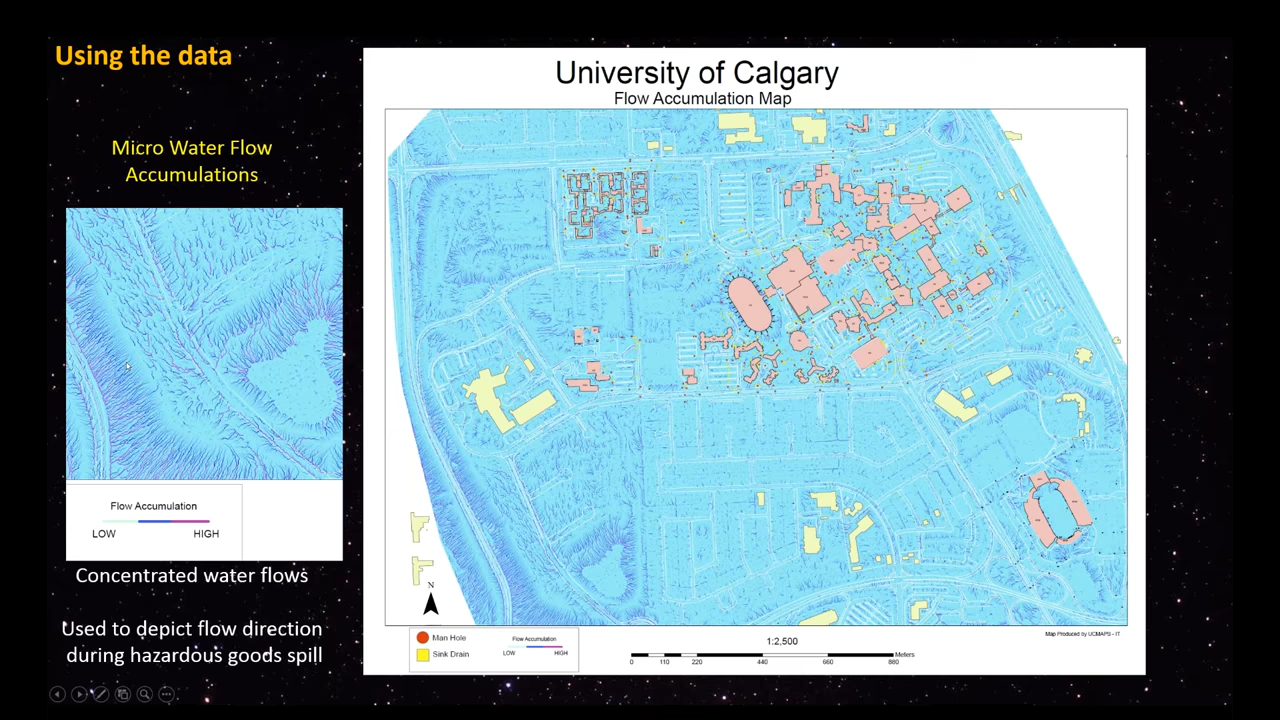 Using the data
Micro Water Flow
Accumulations
Flow Accumulation
LOW HIGH
Concentrated water flows
Used to depict flow direction
during hazardous goods spill
University of Calgary
Flow Accumulation Map
N
Man Hole
Sink Drain
Flow Accumulation
LOW HIGH
1:2,500
Meters
0 110 220 440 660 880
Map Produced by UCMAPS - IT